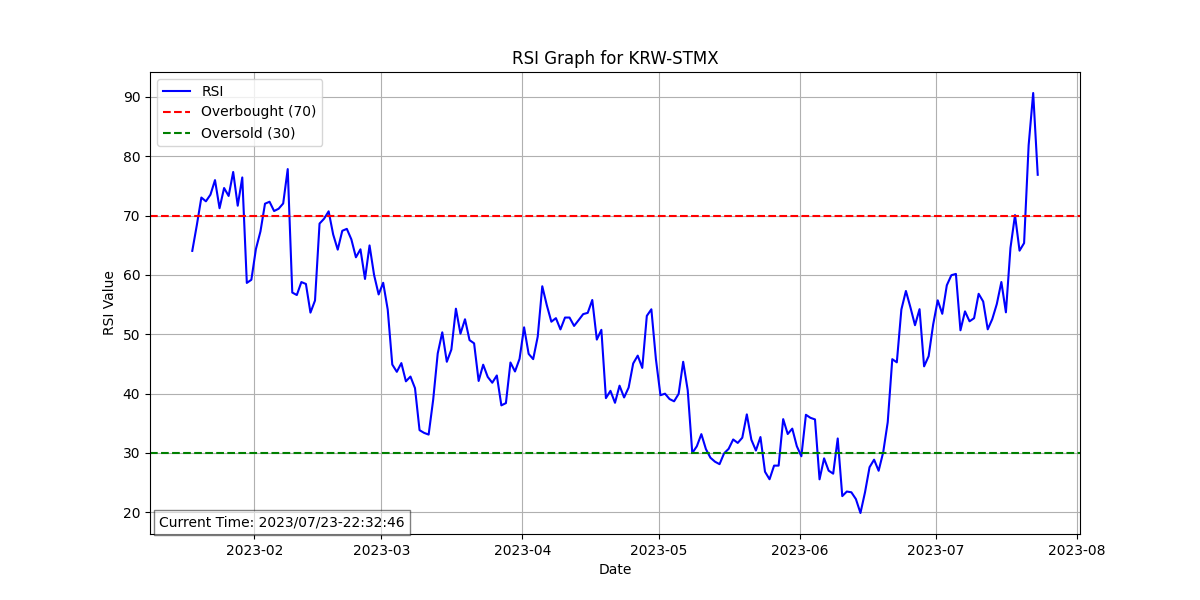 RSI Graph for KRW-STMX
RSI
Overbought (70)
Oversold (30)
RSI Value
90
80
70
60
50
40
30
20
Current Time: 2023/07/23-22:32:46
2023-02 2023-03 2023-04 2023-05 2023-06 2023-07 2023-08
Date